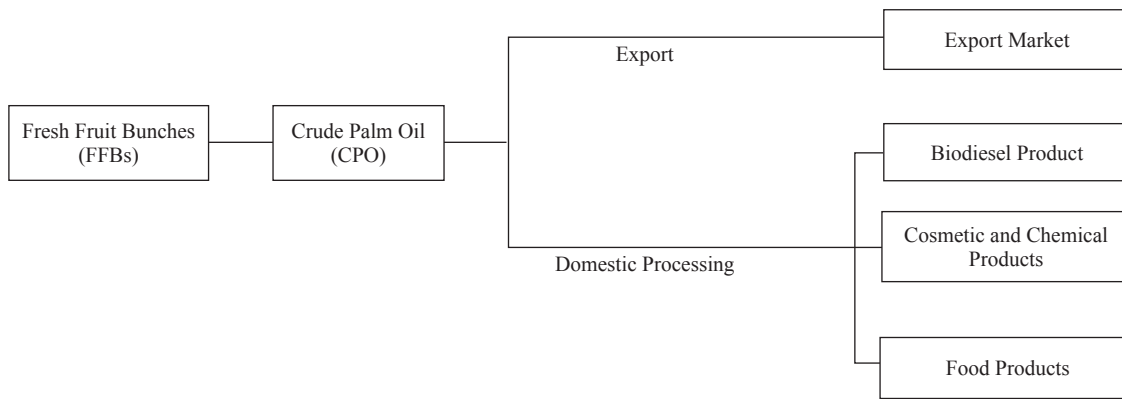 Fresh Fruit Bunches
(FFBs)
Crude Palm Oil
(CPO)
Export
Export Market
Domestic Processing
Biodiesel Product
Cosmetic and Chemical
Products
Food Products